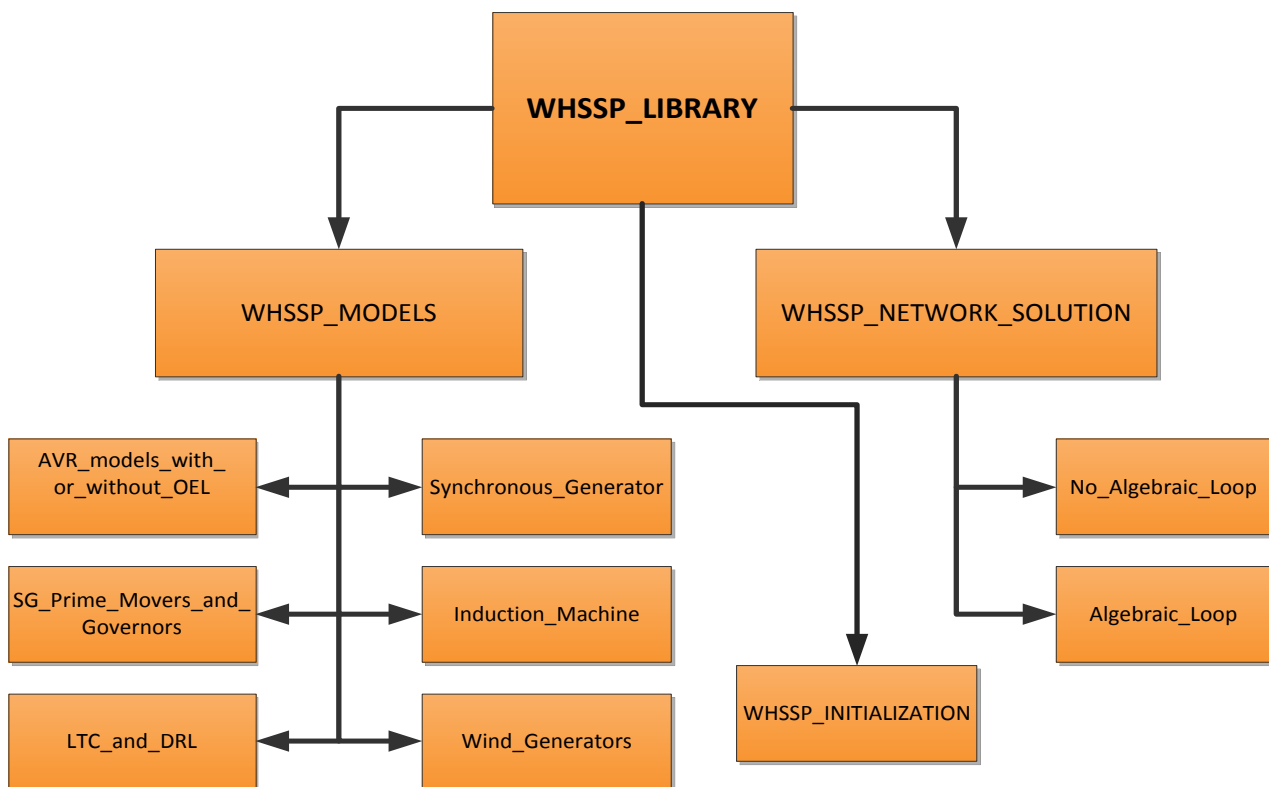 WHSSP_LIBRARY
WHSSP_MODELS
WHSSP_NETWORK_SOLUTION
AVR_models_with_
or_without_OEL
Synchronous_Generator
No_Algebraic_Loop
SG_Prime_Movers_and_
Governors
Induction_Machine
Algebraic_Loop
LTC_and_DRL
Wind_Generators
WHSSP_INITIALIZATION